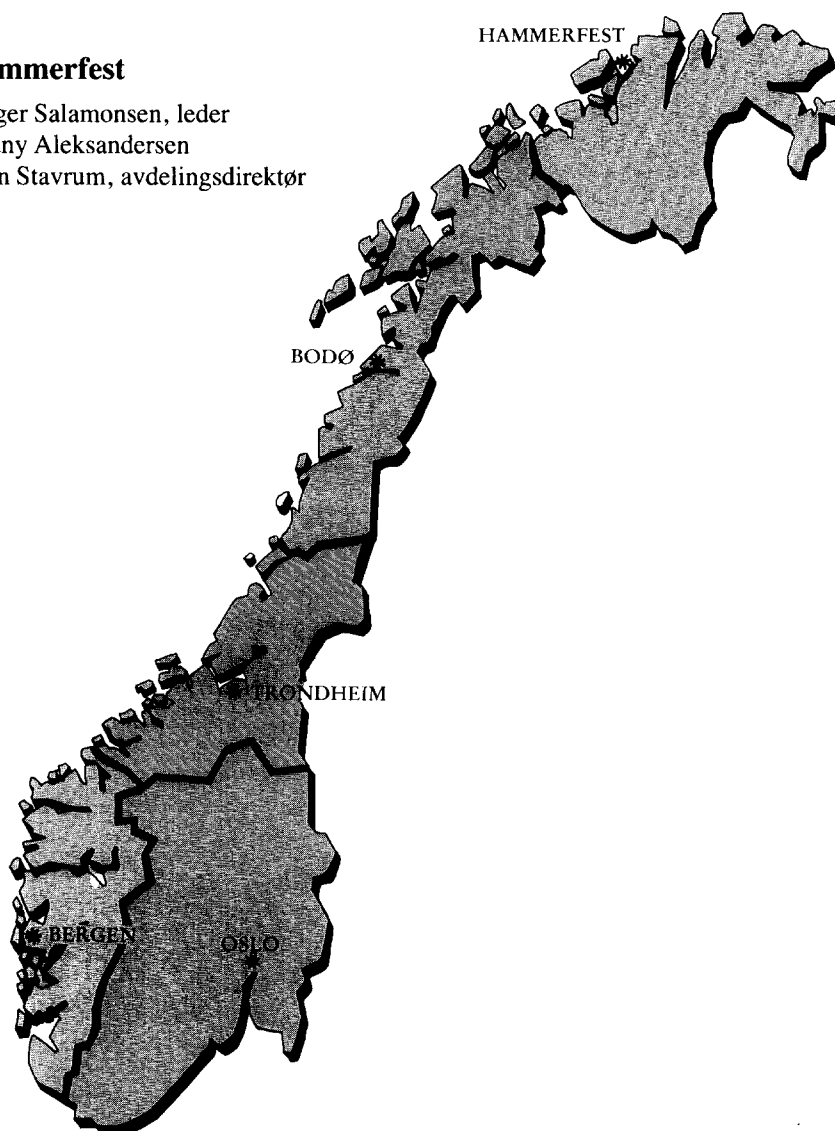 HAMMERFEST
mmerfest
ger Salamonsen, leder
ny Aleksandersen
n Stavrum, avdelingsdirektør
BODØ
TRONDHEIM
BERGEN
OSLO